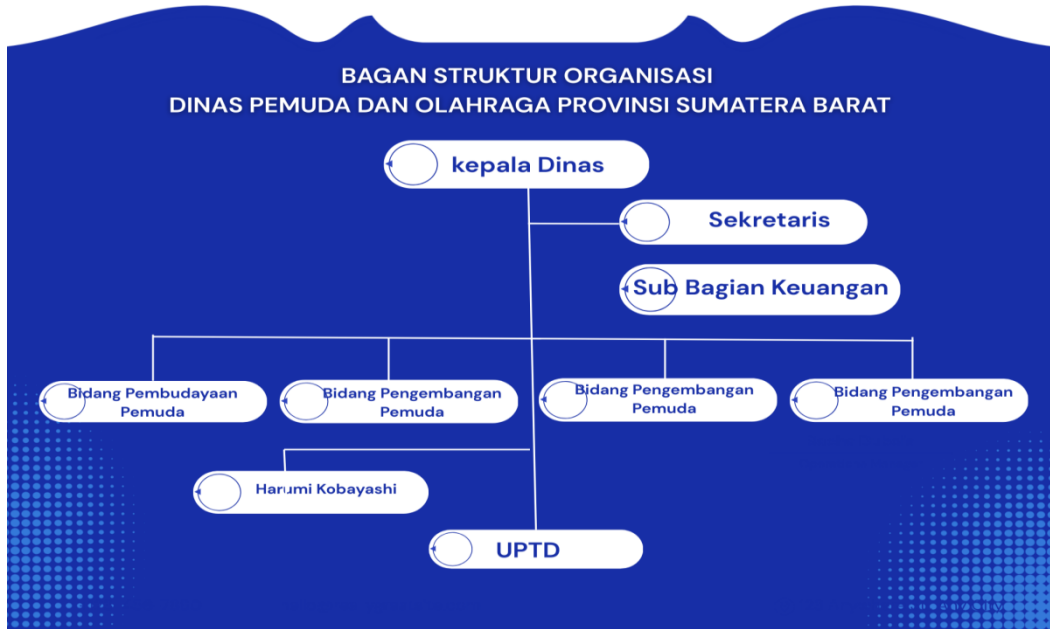 BAGAN STRUKTUR ORGANISASI
DINAS PEMUDA DAN OLAHRAGA PROVINSI SUMATERA BARAT
kepala Dinas
Sekretaris
Sub Bagian Keuangan
Bidang Pembudayaan
Pemuda
Bidang Pengembangan
Pemuda
Bidang Pengembangan
Pemuda
Bidang Pengembangan
Pemuda
Harumi Kobayashi
UPTD